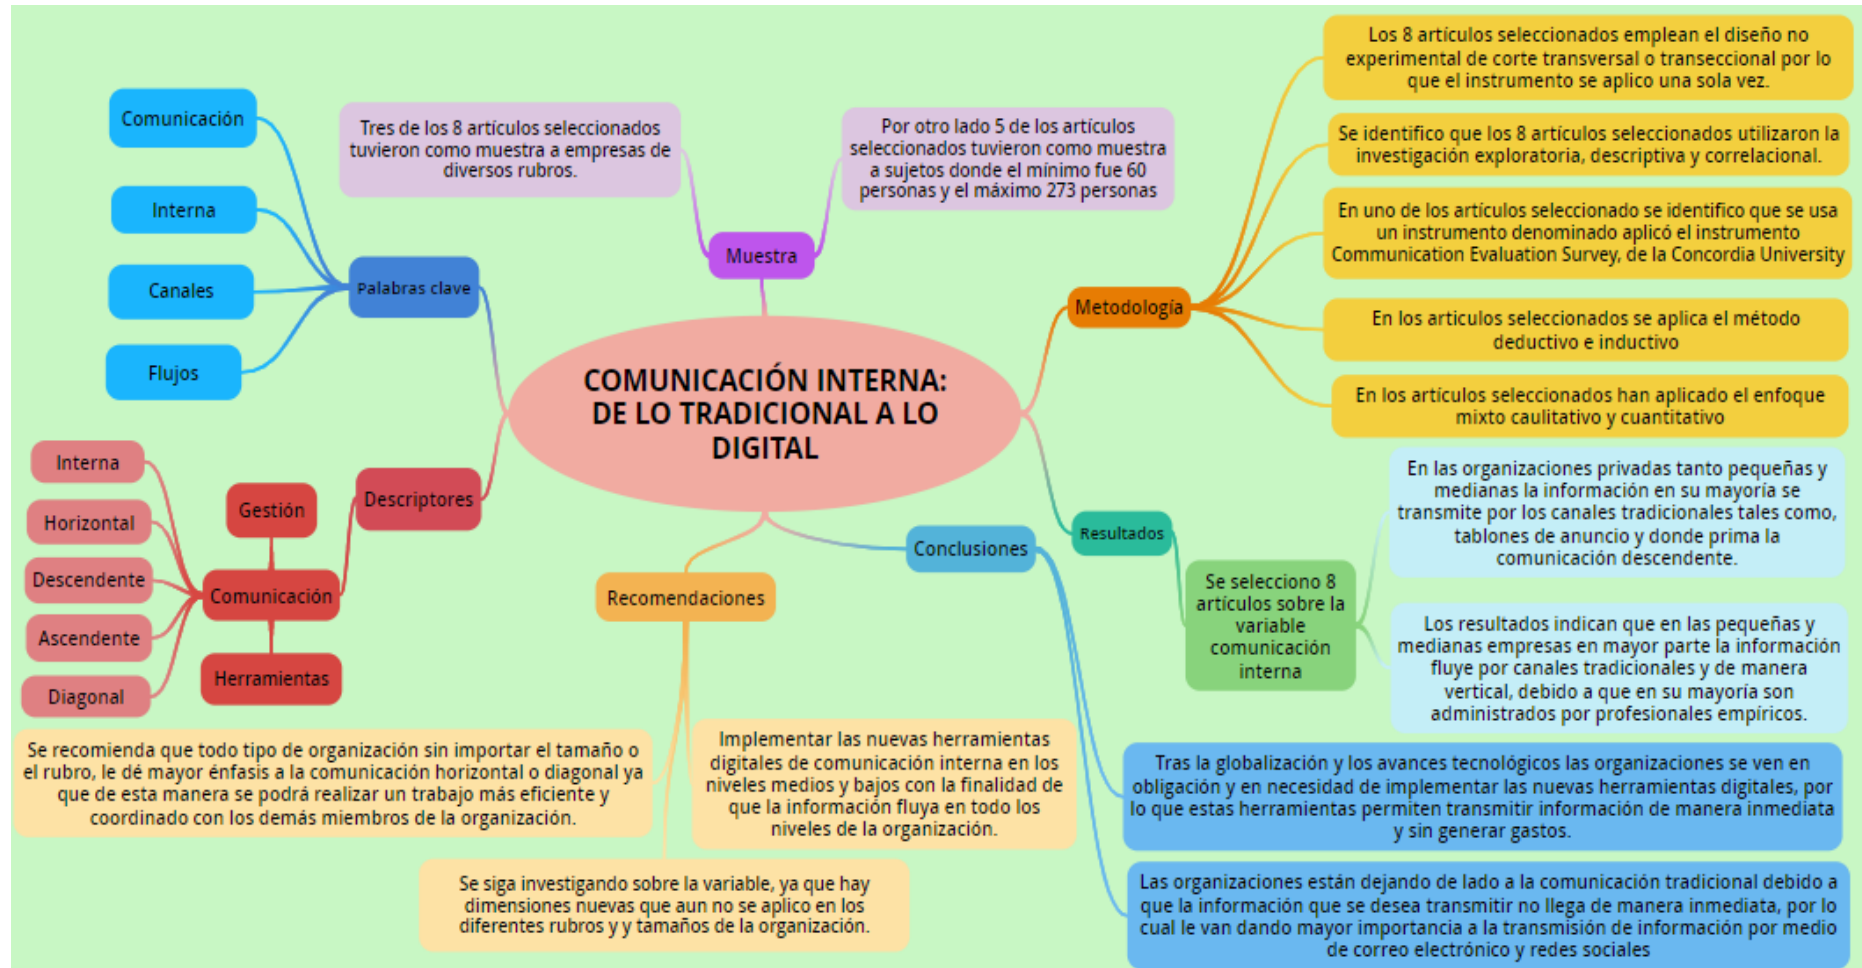 COMUNICACIÓN INTERNA:
DE LO TRADICIONAL A LO
DIGITAL
Palabras clave
Comunicación
Interna
Canales
Flujos
Muestra
Tres de los 8 artículos seleccionados
tuvieron como muestra a empresas de
diversos rubros.
Por otro lado 5 de los artículos
seleccionados tuvieron como muestra
a sujetos donde el mínimo fue 60
personas y el máximo 273 personas
Metodología
Los 8 artículos seleccionados emplean el diseño no
experimental de corte transversal o transeccional por lo
que el instrumento se aplico una sola vez.
Se identifico que los 8 artículos seleccionados utilizaron la
investigación exploratoria, descriptiva y correlacional.
En uno de los artículos seleccionado se identifico que se usa
un instrumento denominado aplicó el instrumento
Communication Evaluation Survey, de la Concordia University
En los articulos seleccionados se aplica el método
deductivo e inductivo
En los artículos seleccionados han aplicado el enfoque
mixto caulitativo y cuantitativo
Descriptores
Gestión
Comunicación
Herramientas
Interna
Horizontal
Descendente
Ascendente
Diagonal
Resultados
Se selecciono 8
artículos sobre la
variable
comunicación
interna
En las organizaciones privadas tanto pequeñas y
medianas la información en su mayoría se
transmite por los canales tradicionales tales como,
tablones de anuncio y donde prima la
comunicación descendente.
Los resultados indican que en las pequeñas y
medianas empresas en mayor parte la información
fluye por canales tradicionales y de manera
vertical, debido a que en su mayoría son
administrados por profesionales empíricos.
Conclusiones
Tras la globalización y los avances tecnológicos las organizaciones se ven en
obligación y en necesidad de implementar las nuevas herramientas digitales, por
lo que estas herramientas permiten transmitir información de manera inmediata
y sin generar gastos.
Las organizaciones están dejando de lado a la comunicación tradicional debido a
que la información que se desea transmitir no llega de manera inmediata, por lo
cual le van dando mayor importancia a la transmisión de información por medio
de correo electrónico y redes sociales
Recomendaciones
Se recomienda que todo tipo de organización sin importar el tamaño o
el rubro, le dé mayor énfasis a la comunicación horizontal o diagonal ya
que de esta manera se podrá realizar un trabajo más eficiente y
coordinado con los demás miembros de la organización.
Implementar las nuevas herramientas
digitales de comunicación interna en los
niveles medios y bajos con la finalidad de
que la información fluya en todo los
niveles de la organización.
Se siga investigando sobre la variable, ya que hay
dimensiones nuevas que aun no se aplico en los
diferentes rubros y y tamaños de la organización.